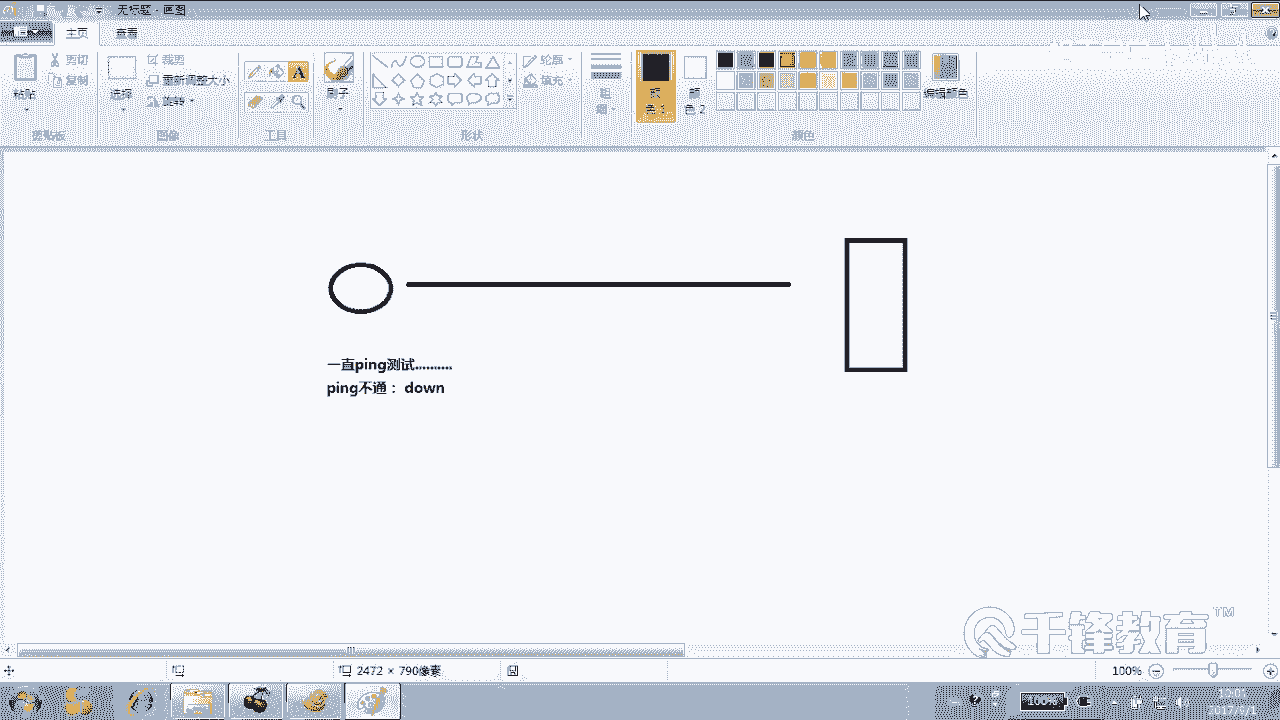 无标题 - 画图
主页
查看
剪切
裁剪
轮廓
重新调整大小
填充
粘贴
选择
旋转
刷子
粗
颜
颜
编辑颜色
细
色 1
色 2
剪贴板
图像
工具
形状
颜色
一直ping测试..........
ping不通： down
千锋教育™
2472 × 790像素
100%
100%